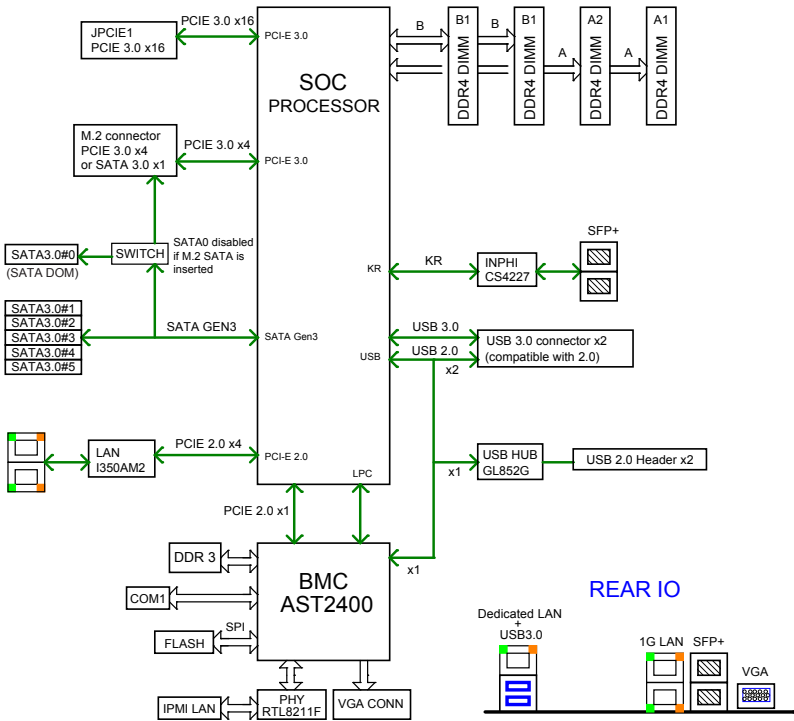 JPCIE1
PCIE 3.0 x16
PCIE 3.0 x16
PCI-E 3.0
SOC
PROCESSOR
B
B
A
A
B1
DDR4 DIMM
B1
DDR4 DIMM
A2
DDR4 DIMM
A1
DDR4 DIMM
M.2 connector
PCIE 3.0 x4
or SATA 3.0 x1
PCIE 3.0 x4
PCI-E 3.0
SATA3.0#0
(SATA DOM)
SWITCH
SATA0 disabled
if M.2 SATA is
inserted
KR
KR
INPHI
CS4227
SFP+
SATA3.0#1
SATA3.0#2
SATA3.0#3
SATA3.0#4
SATA3.0#5
SATA GEN3
SATA Gen3
USB
USB 3.0
USB 2.0
x2
USB 3.0 connector x2
(compatible with 2.0)
LAN
I350AM2
PCIE 2.0 x4
PCI-E 2.0
LPC
x1
USB HUB
GL852G
USB 2.0 Header x2
PCIE 2.0 x1
x1
DDR 3
COM1
SPI
FLASH
BMC
AST2400
IPMI LAN
PHY
RTL8211F
VGA CONN
REAR IO
Dedicated LAN
+
USB3.0
1G LAN
SFP+
VGA